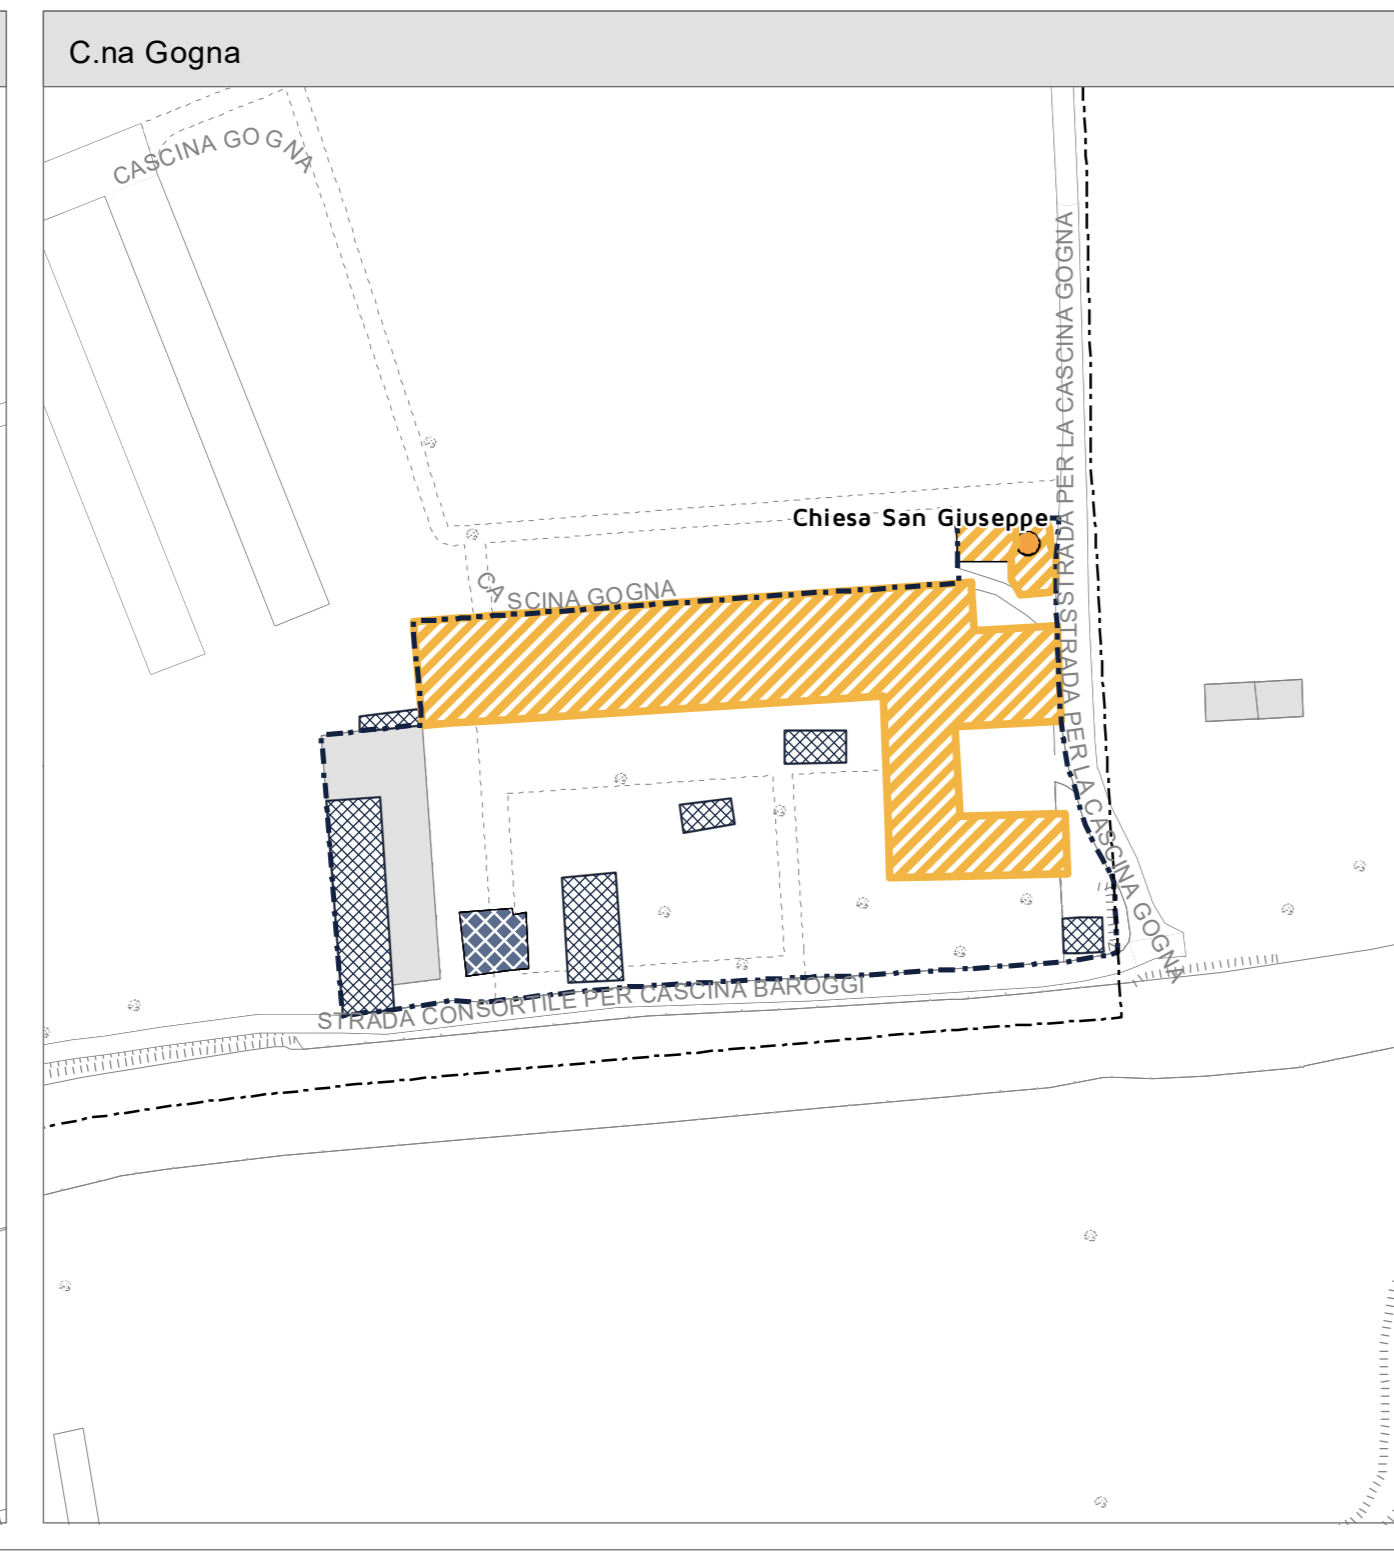 C.na Gogna
CASCINA GOGNA
STRADA PER LA CASCINA GOGNA
Chiesa San Giuseppe
CASCINA GOGNA
STRADA PER LA CASCINA GOGNA
STRADA CONSORTILE PER CASCINA BAROGGI